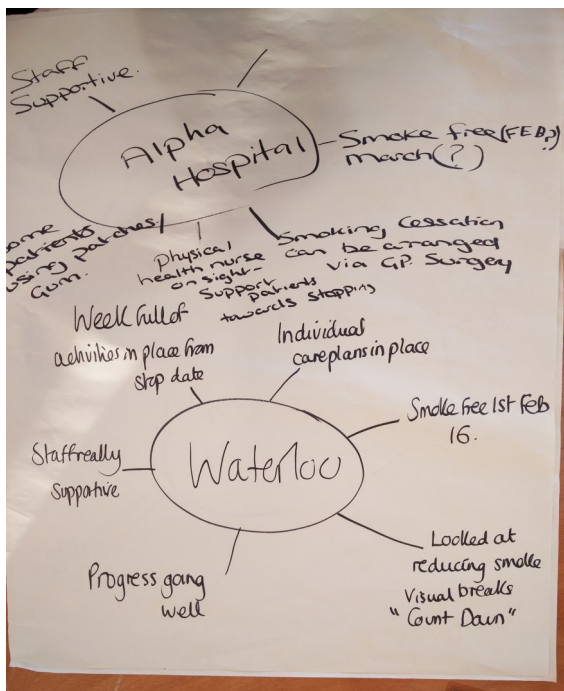 Staff
Supportive.
Alpha
Hospital
Smoke free (FEB?)
March (?)
ome
patients
using patches/
Gum.
Physical
health nurse
on sight -
Support
patients
towards stopping
Smoking Cessation
can be arranged
via G.P. Surgery
Week full of
activities in place from
stop date
Individual
care plans in place
Smoke free 1st Feb
16.
Staff really
Supportive
Waterloo
Progress going
well
Looked at
reducing smoke
Visual breaks
"Count Down"